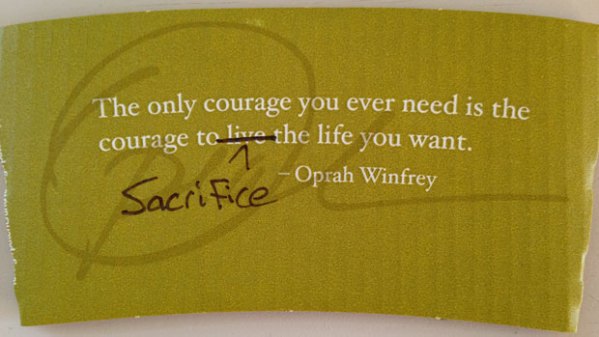 The only courage you ever need is the
courage to live the life you want.
Sacrifice
– Oprah Winfrey